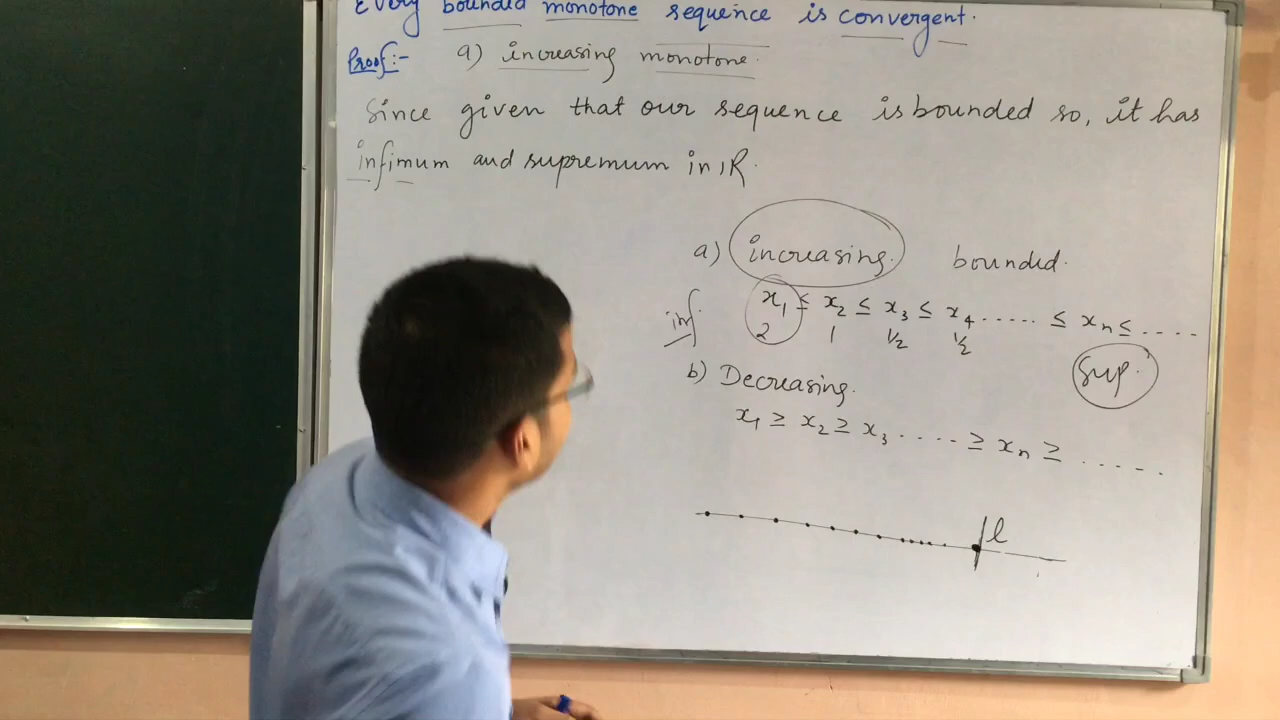 Every bounded monotone sequence is convergent.
Proof:- a) increasing monotone.
Since given that our sequence is bounded so, it has
infimum and supremum in IR.
a) increasing. bounded.
inf. x₁ ≤ x₂ ≤ x₃ ≤ x₄ ..... ≤ xₙ ≤ ....
2 1 1/2 1/2
sup.
b) Decreasing.
x₁ ≥ x₂ ≥ x₃ ..... ≥ xₙ ≥ .....
l